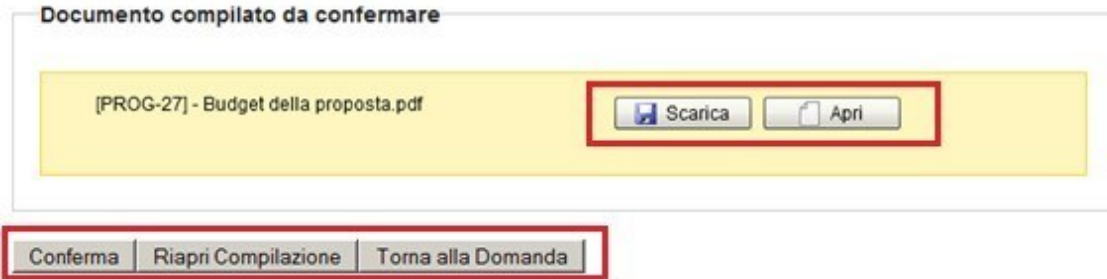 Documento compilato da confermare
[PROG-27] - Budget della proposta.pdf Scarica Apri
Conferma Riapri Compilazione Torna alla Domanda